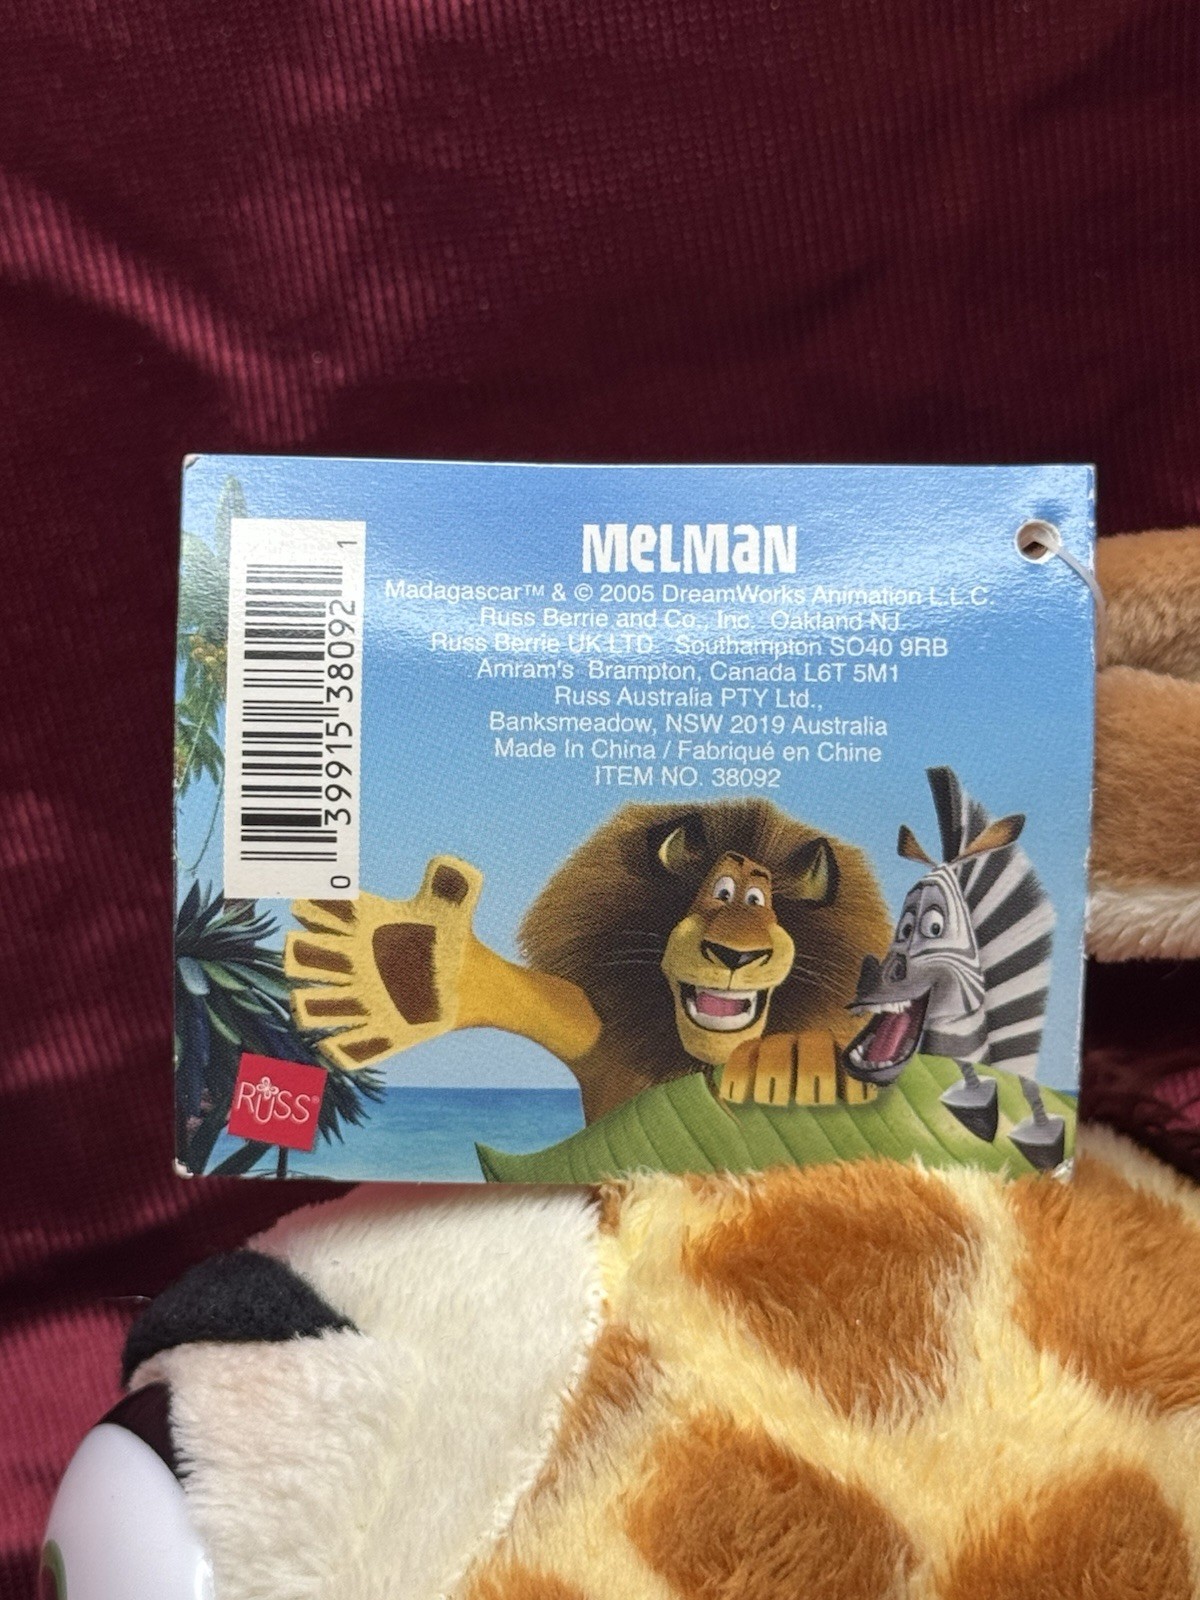 MeLMaN
Madagascar™ & © 2005 DreamWorks Animation L.L.C.
Russ Berrie and Co., Inc. Oakland NJ
Russ Berrie UK LTD. Southampton SO40 9RB
Amram's Brampton, Canada L6T 5M1
Russ Australia PTY Ltd.,
Banksmeadow, NSW 2019 Australia
Made In China / Fabriqué en Chine
ITEM NO. 38092
0 39915 38092 1
RUSS®